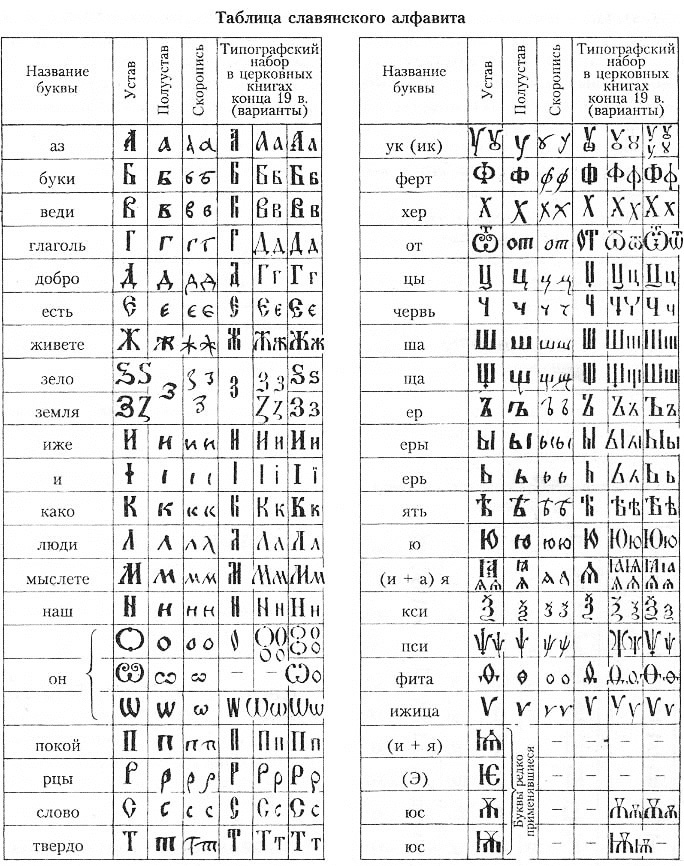 Таблица славянского алфавита
Название буквы Устав Полуустав Скоропись Типографский набор в церковных книгах конца 19 в. (варианты)
аз А а а а А А а А а
буки Б Б б б Б Б б Б б
веди В В в в В В в В в
глаголь Г Г г г Г Д д Д д
добро Д Д д д Д Г г Г г
есть Є є є є Є Є є Є є
живете Ж ж ж ж Ж Ж ж Ж ж
зело Ѕ Ѕ З З з З З з Ѕ ѕ
земля З З з З з З з
иже И н и и И И н И н
и І і і і І І і І ї
како К к к к К К к К к
люди Л л л л Л Л л Л л
мыслете М м м м М М м М м
наш Н н н н Н Н н Н н
он О о о о О О о
Ѡ – –
Ѡ ѡ ѡ Ѡ Ѡ ѡ Ѡ ѡ
покой П п п п П П п П п
рцы Р р р р Р Р р Р р
слово С с с с С С с С с
твердо Т т т т Т Т т Т т
Название буквы Устав Полуустав Скоропись Типографский набор в церковных книгах конца 19 в. (варианты)
ук (ик) У Ꙋ у ꙋ у Ꙋ Ꙋ ꙋ
ферт Ф ф ф ф Ф Ф ф Ф ф
хер Х Х х х Х Х х Х х
от Ѿ от от ОТ Ѿ ѿ Ѿ ѿ
цы Ц ц ц ц Ц Ц ц Ц ц
червь Ч ч ч ч Ч Ч ч Ч ч
ша Ш ш ш ш Ш Ш ш Ш ш
ща Щ щ щ щ Щ Щ щ Ш ш
ер Ъ ъ ъ ъ Ъ Ъ ъ Ъ ъ
еры Ы ы ы ы Ы Ы ы Ы ы
ерь Ь ь ь ь Ь Ь ь Ь ь
ять Ѣ ѣ ѣ ѣ Ѣ Ѣ ѣ Ѣ ѣ
ю Ю ю ю ю Ю Ю ю Ю ю
(и + а) я Ꙗ Ѧ ѧ Ꙗ ѧ Ѧ Ꙗ ꙗ Ѧ ѧ Ꙗ ꙗ Ѧ ѧ
кси Ѯ ѯ ѯ ѯ Ѯ Ѯ ѯ Ѯ ѯ
пси Ѱ ѱ ѱ ѱ ѱ Ж ж Ѱ ѱ
фита Ѳ ѳ ѳ ѳ Ѳ Ѳ ѳ Ѳ ѳ
ижица Ѵ ѵ ѵ ѵ Ѵ Ѵ ѵ Ѵ ѵ
(и + я) Ѩ – – –
(Э) Ѥ – – –
юс Ѫ – – Ѫ ѫ Ѫ ѫ
юс Ѭ – – Ѭ ѭ –
Буквы редко применявшиеся